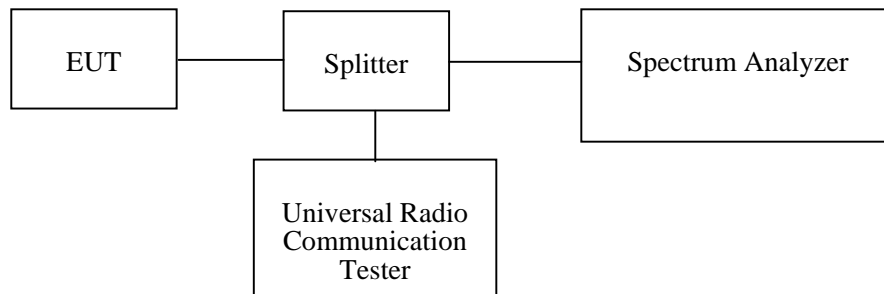 EUT
Splitter
Spectrum Analyzer
Universal Radio
Communication
Tester